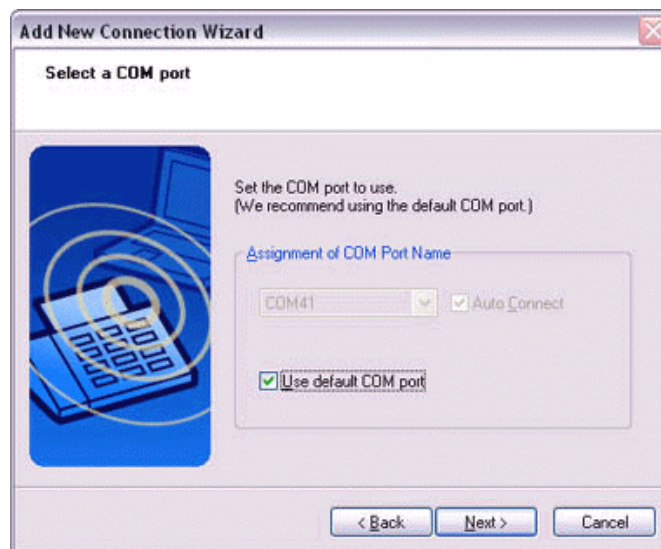 Add New Connection Wizard
Select a COM port
Set the COM port to use.
(We recommend using the default COM port.)
Assignment of COM Port Name
COM41
Auto Connect
Use default COM port
< Back
Next >
Cancel